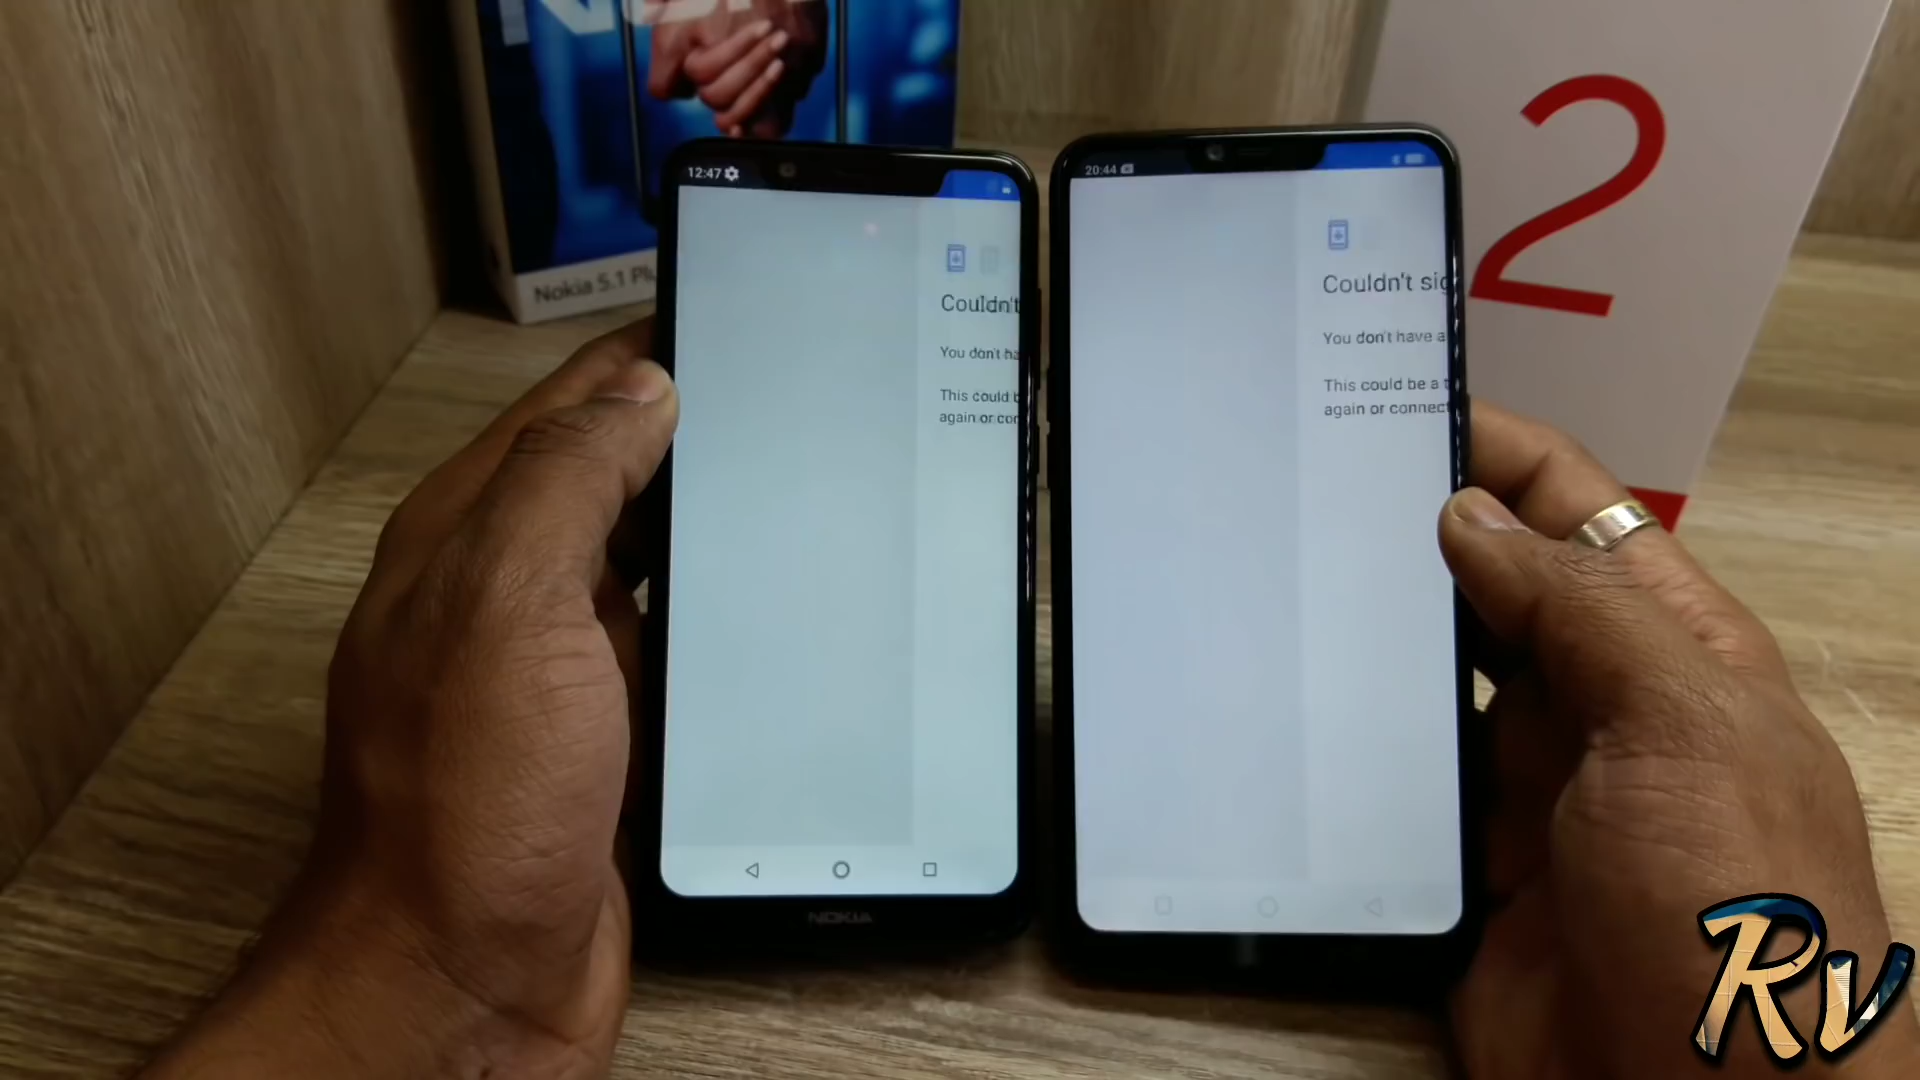 Nokia 5.1 Plu
2
12:47
Couldn't
You don't ha
This could b
again or con
NOKIA
20:44
Couldn't sig
You don't have a
This could be a t
again or connect
Rv